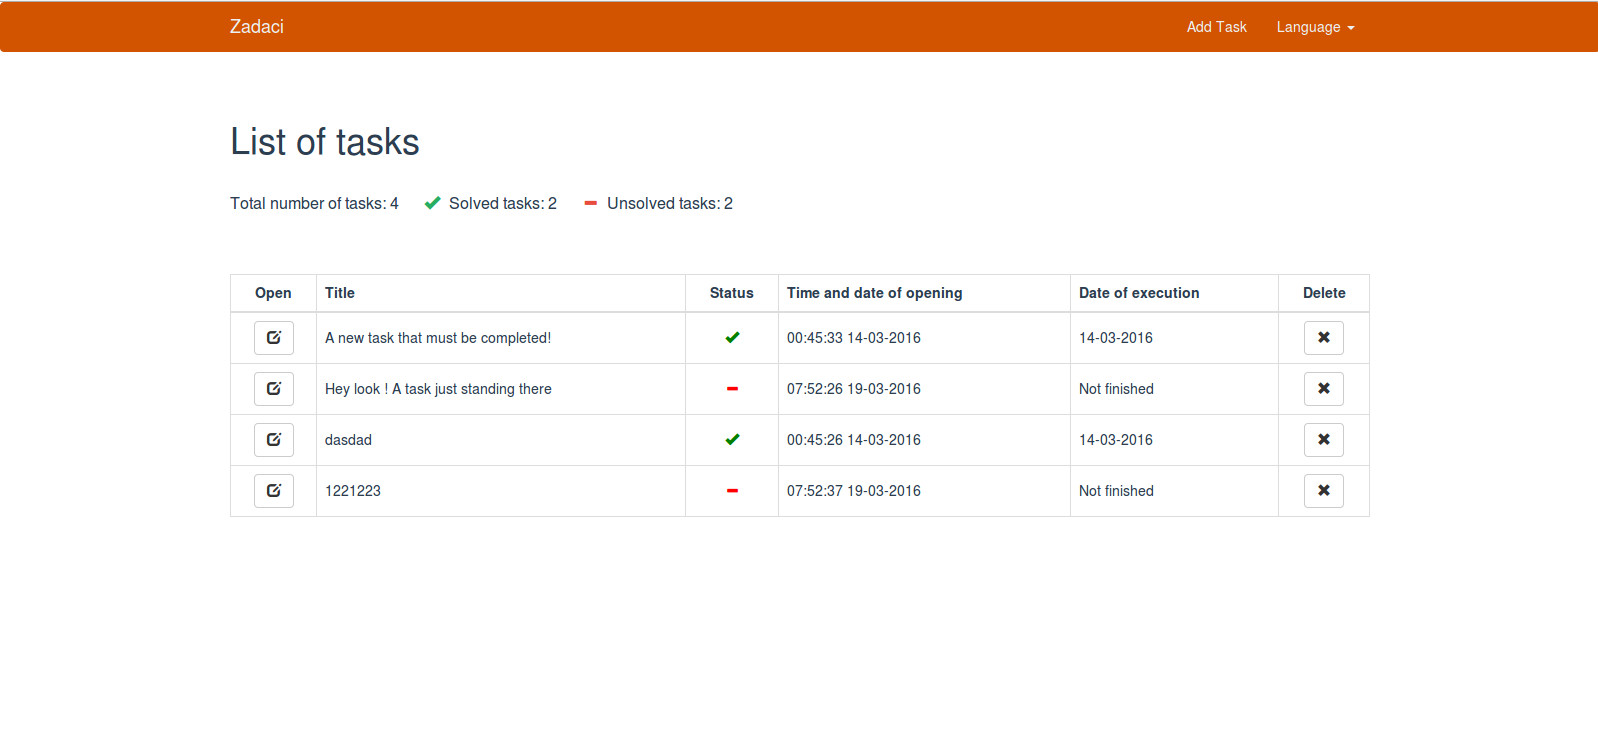 Zadaci Add Task Language
List of tasks
Total number of tasks: 4 Solved tasks: 2 Unsolved tasks: 2
Open Title Status Time and date of opening Date of execution Delete
A new task that must be completed! 00:45:33 14-03-2016 14-03-2016
Hey look ! A task just standing there 07:52:26 19-03-2016 Not finished
dasdad 00:45:26 14-03-2016 14-03-2016
1221223 07:52:37 19-03-2016 Not finished